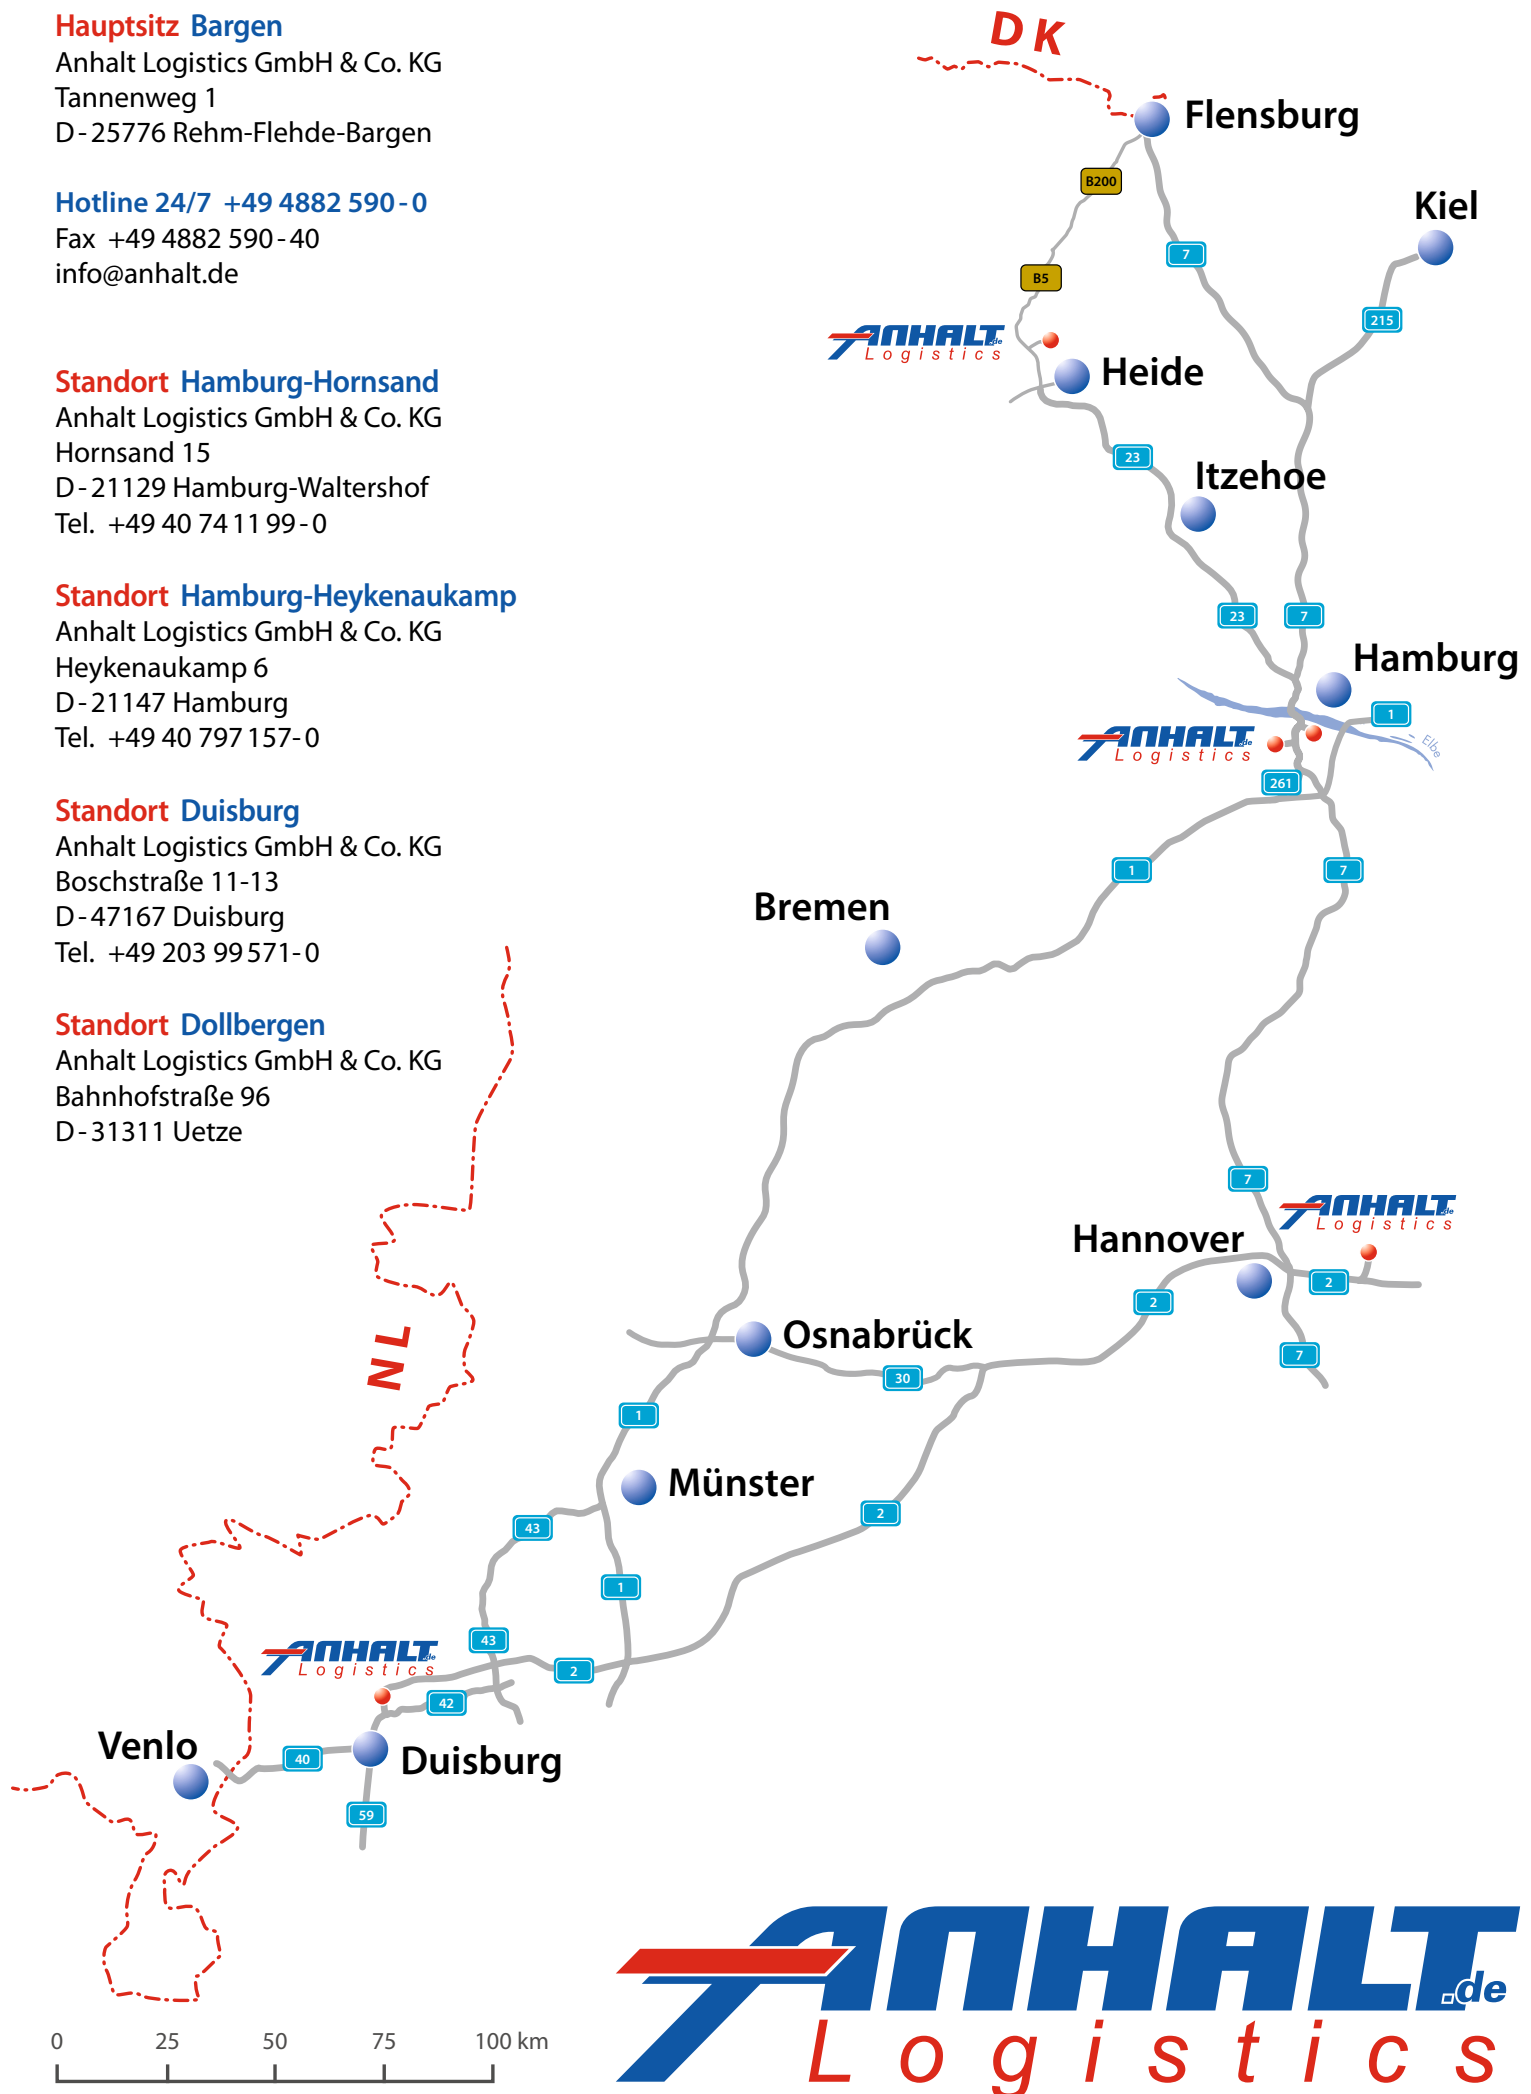 Hauptsitz Bargen
Anhalt Logistics GmbH & Co. KG
Tannenweg 1
D-25776 Rehm-Flehde-Bargen
Hotline 24/7 +49 4882 590-0
Fax +49 4882 590-40
info@anhalt.de
Standort Hamburg-Hornsand
Anhalt Logistics GmbH & Co. KG
Hornsand 15
D-21129 Hamburg-Waltershof
Tel. +49 40 74 11 99-0
Standort Hamburg-Heykenaukamp
Anhalt Logistics GmbH & Co. KG
Heykenaukamp 6
D-21147 Hamburg
Tel. +49 40 797 157-0
Standort Duisburg
Anhalt Logistics GmbH & Co. KG
Boschstraße 11-13
D-47167 Duisburg
Tel. +49 203 99 571-0
Standort Dollbergen
Anhalt Logistics GmbH & Co. KG
Bahnhofstraße 96
D-31311 Uetze
DK
Flensburg
B200
Kiel
7
B5
215
ANHALT.de
Logistics
Heide
23
Itzehoe
23
7
Hamburg
1
ANHALT.de
Logistics
Elbe
261
1
7
Bremen
7
ANHALT.de
Logistics
Hannover
2
2
NL
Osnabrück
7
30
1
Münster
2
43
1
43
ANHALT.de
Logistics
2
42
Venlo
40
Duisburg
59
0 25 50 75 100 km
ANHALT.de
Logistics